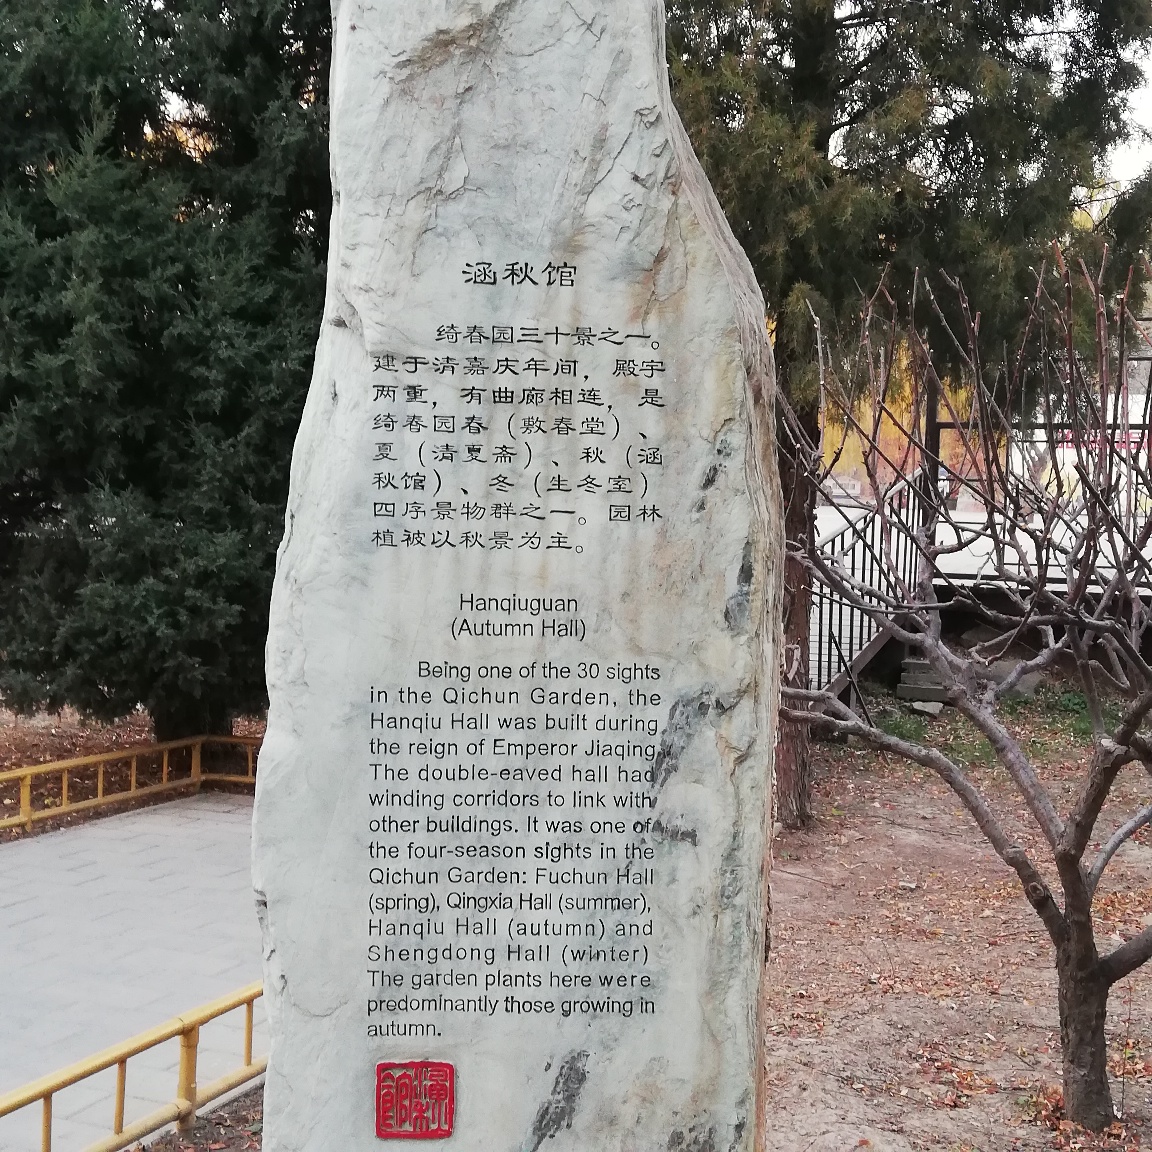 涵秋馆
绮春园三十景之一。
建于清嘉庆年间，殿宇
两重，有曲廊相连，是
绮春园春（敷春堂）、
夏（清夏斋）、秋（涵
秋馆）、冬（生冬室）
四序景物群之一。园林
植被以秋景为主。
Hanqiuguan
(Autumn Hall)
Being one of the 30 sights
in the Qichun Garden, the
Hanqiu Hall was built during
the reign of Emperor Jiaqing
The double-eaved hall had
winding corridors to link with
other buildings. It was one of
the four-season sights in the
Qichun Garden: Fuchun Hall
(spring), Qingxia Hall (summer),
Hanqiu Hall (autumn) and
Shengdong Hall (winter)
The garden plants here were
predominantly those growing in
autumn.